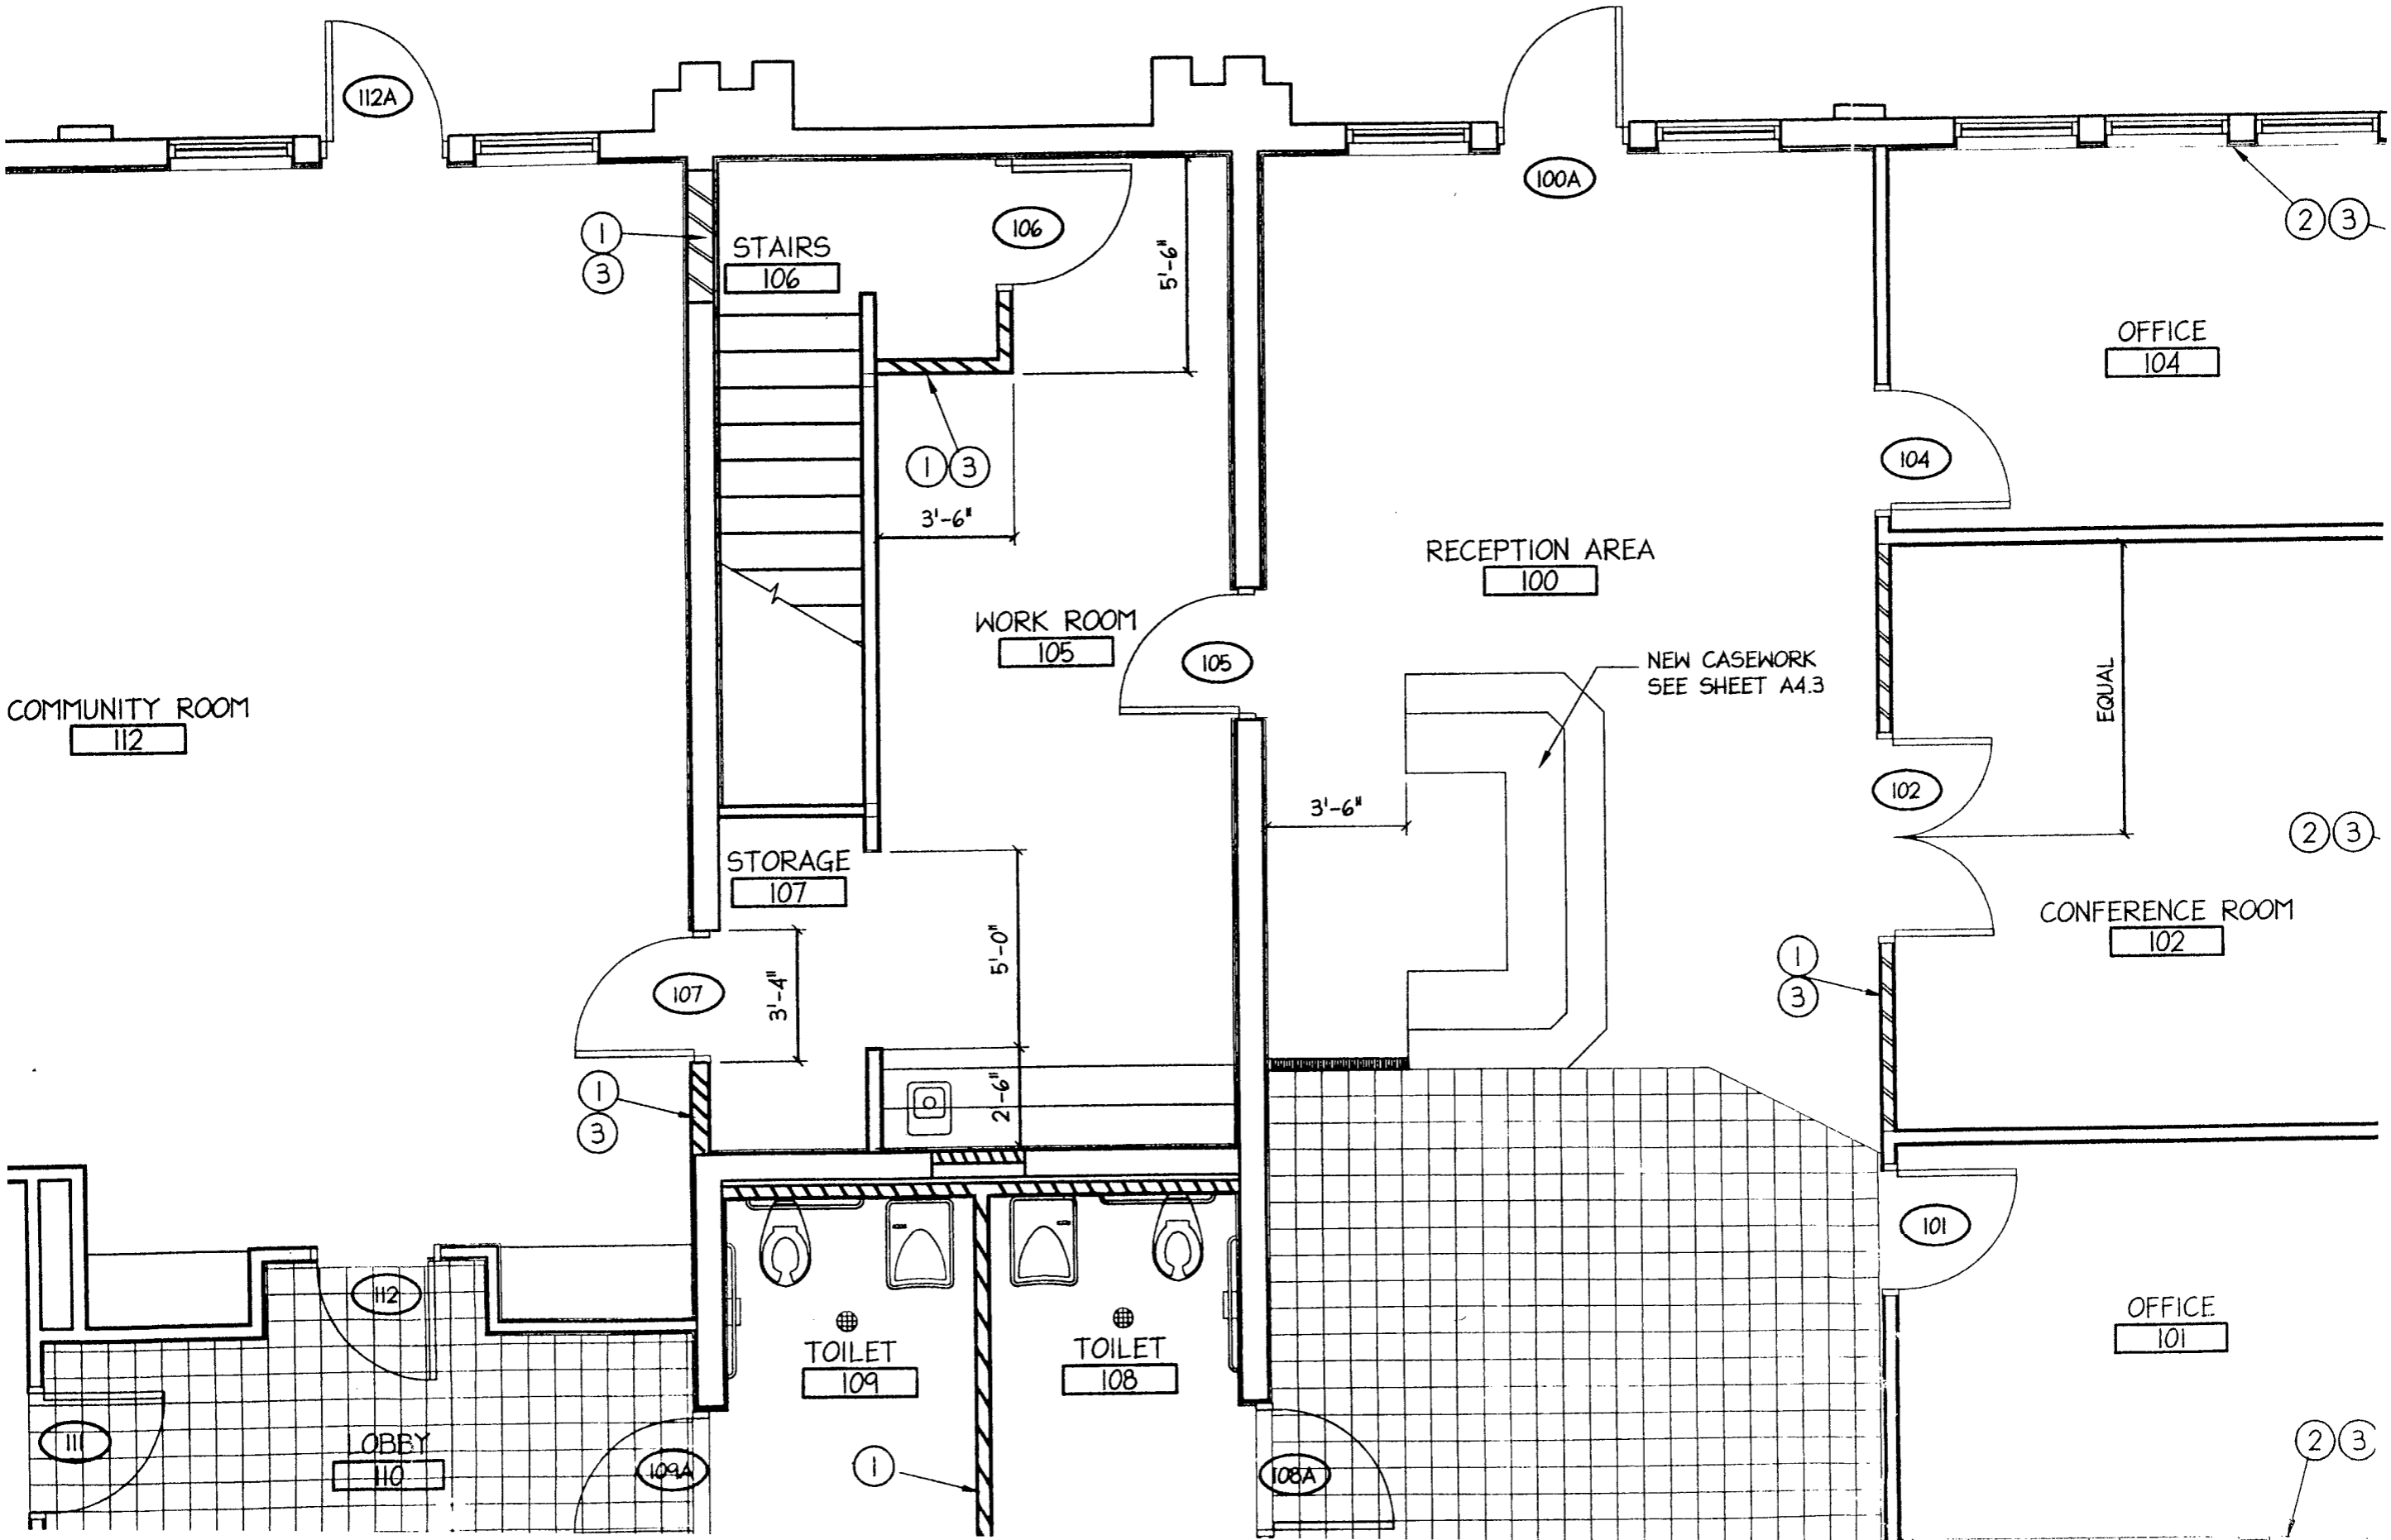 112A
100A
1
3
STAIRS
106
106
5'-6"
2 3
OFFICE
104
104
1 3
3'-6"
RECEPTION AREA
100
WORK ROOM
105
105
NEW CASEWORK
SEE SHEET A4.3
EQUAL
COMMUNITY ROOM
112
102
3'-6"
2 3
STORAGE
107
CONFERENCE ROOM
102
5'-0"
3'-4"
107
1
3
1
3
2'-6"
101
112
OFFICE
101
TOILET
109
TOILET
108
111
OBBY
110
109A
1
108A
2 3